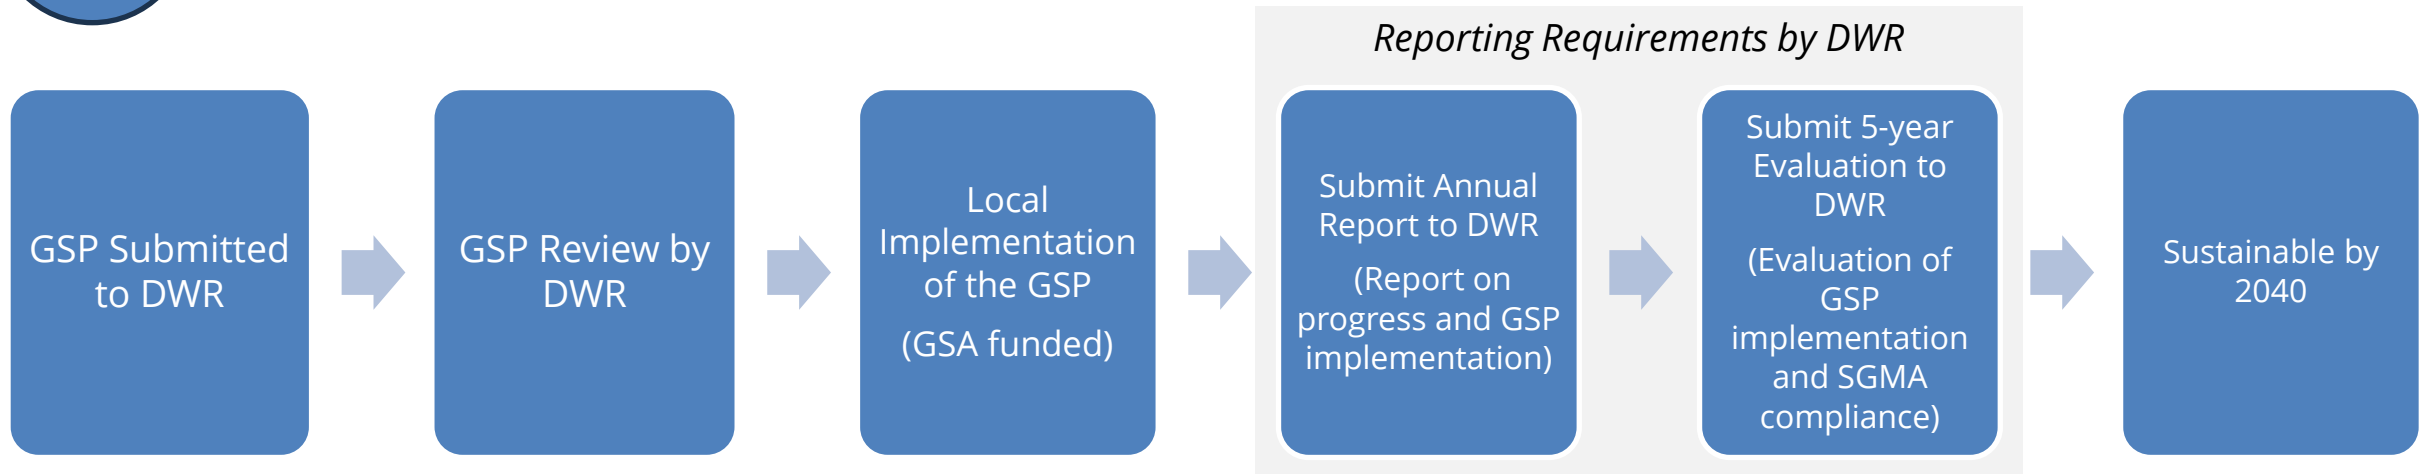 Reporting Requirements by DWR
GSP Submitted
to DWR
GSP Review by
DWR
Local
Implementation
of the GSP
(GSA funded)
Submit Annual
Report to DWR
(Report on
progress and GSP
implementation)
Submit 5-year
Evaluation to
DWR
(Evaluation of
GSP
implementation
and SGMA
compliance)
Sustainable by
2040